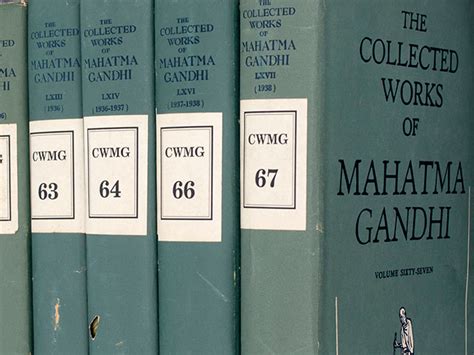 -1936)
THE
COLLECTED
WORKS
OF
MAHATMA
GANDHI
LXIII
(1936)
CWMG
63
THE
COLLECTED
WORKS
OF
MAHATMA
GANDHI
LXIV
(1936-1937)
CWMG
64
THE
COLLECTED
WORKS
OF
MAHATMA
GANDHI
LXVI
(1937-1938)
CWMG
66
THE
COLLECTED
WORKS
OF
MAHATMA
GANDHI
LXVII
(1938)
CWMG
67
THE
COLLECTED
WORKS
OF
MAHATMA
GANDHI
VOLUME SIXTY-SEVEN